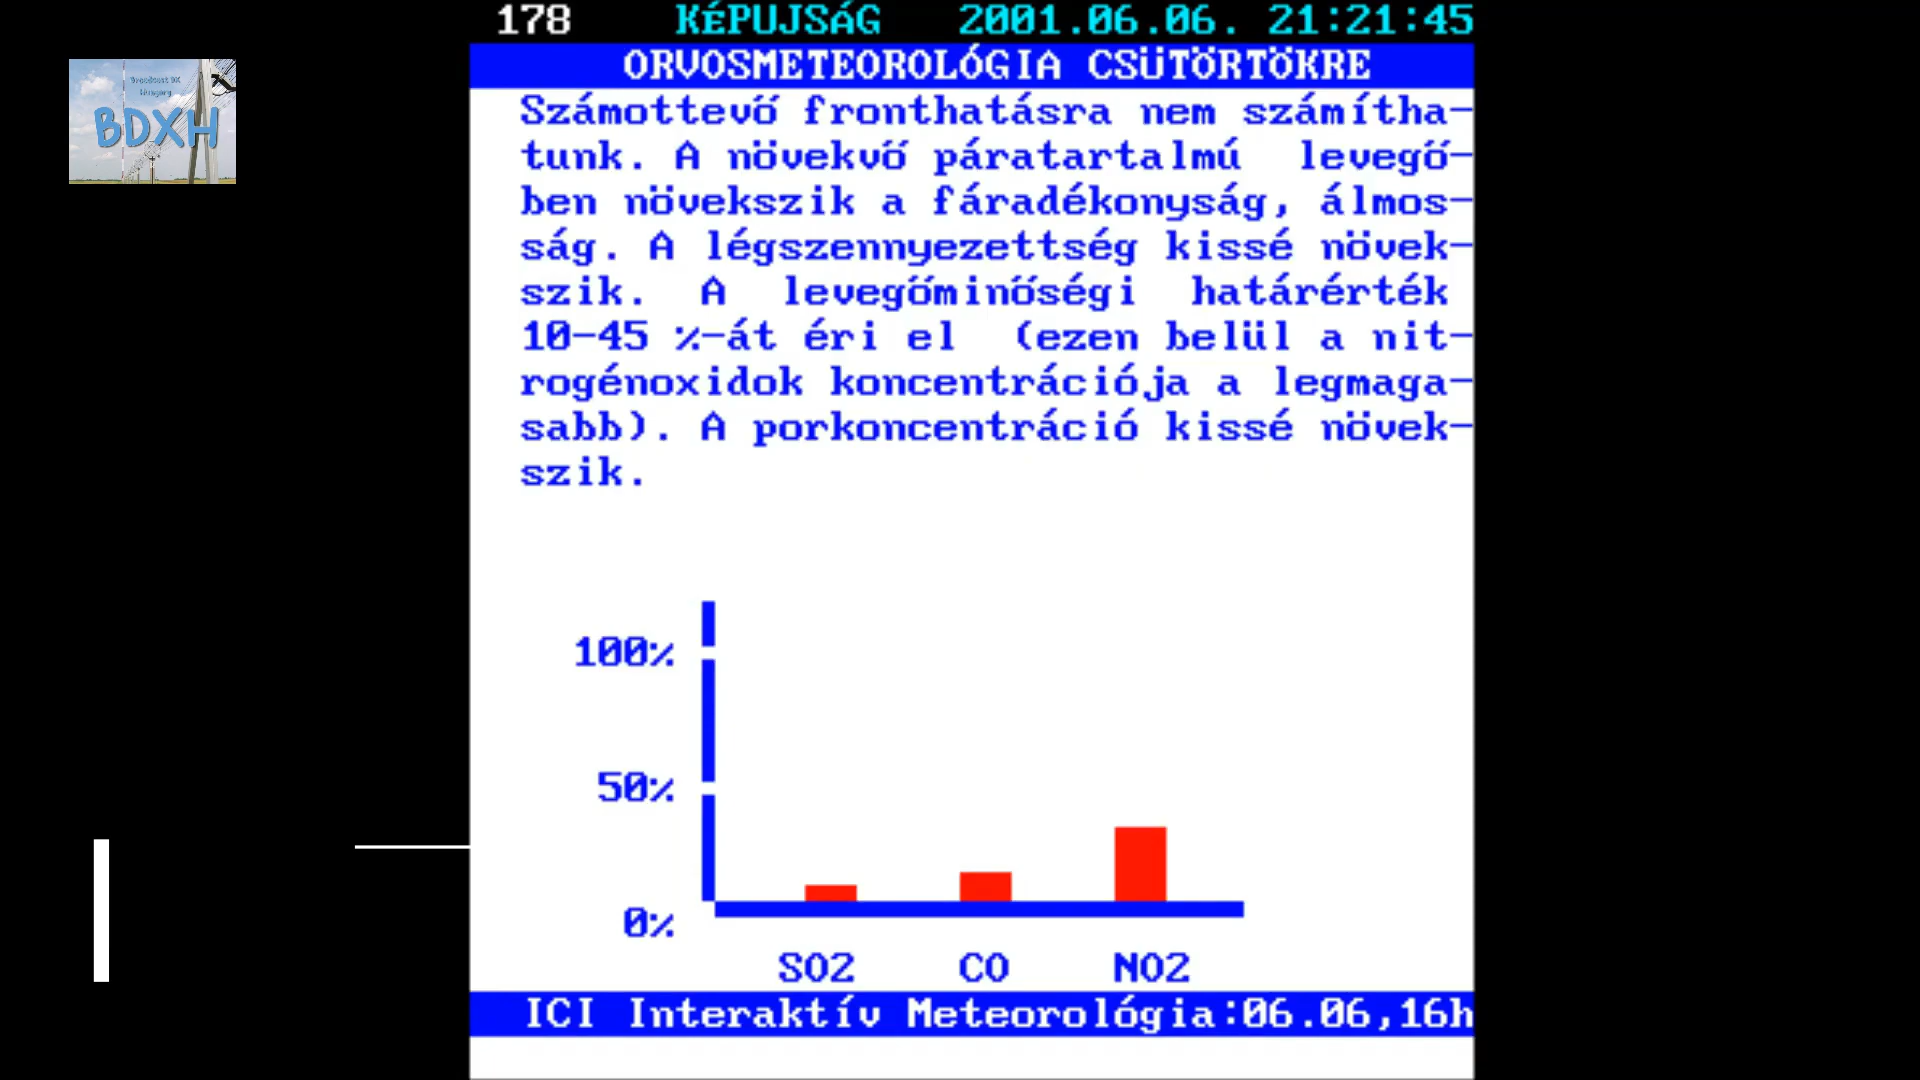 178 KéPUJSÁG 2001.06.06. 21:21:45
ORVOSMETEOROLÓGIA CSÜTÖRTÖKRE
Broadcast DX
Hungary
BDXH
Számottevő fronthatásra nem számítha-
tunk. A növekvő páratartalmú levegő-
ben növekszik a fáradékonyság, álmos-
ság. A légszennyezettség kissé növek-
szik. A levegőminőségi határérték
10-45 %-át éri el (ezen belül a nit-
rogénoxidok koncentrációja a legmaga-
sabb). A porkoncentráció kissé növek-
szik.
100%
50%
0%
SO2 CO NO2
ICI Interaktív Meteorológia:06.06,16h